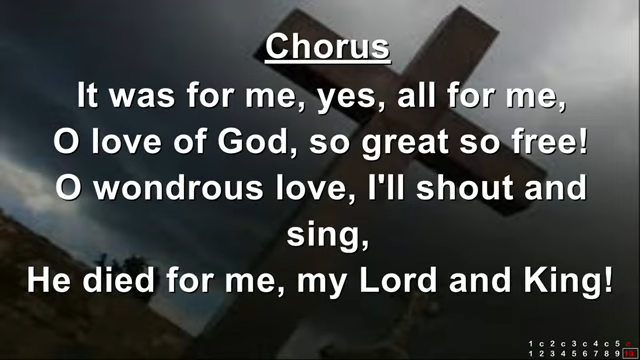 Chorus
It was for me, yes, all for me,
O love of God, so great so free!
O wondrous love, I'll shout and
sing,
He died for me, my Lord and King!
1 c 2 c 3 c 4 c 5
1 2 3 4 5 6 7 8 9